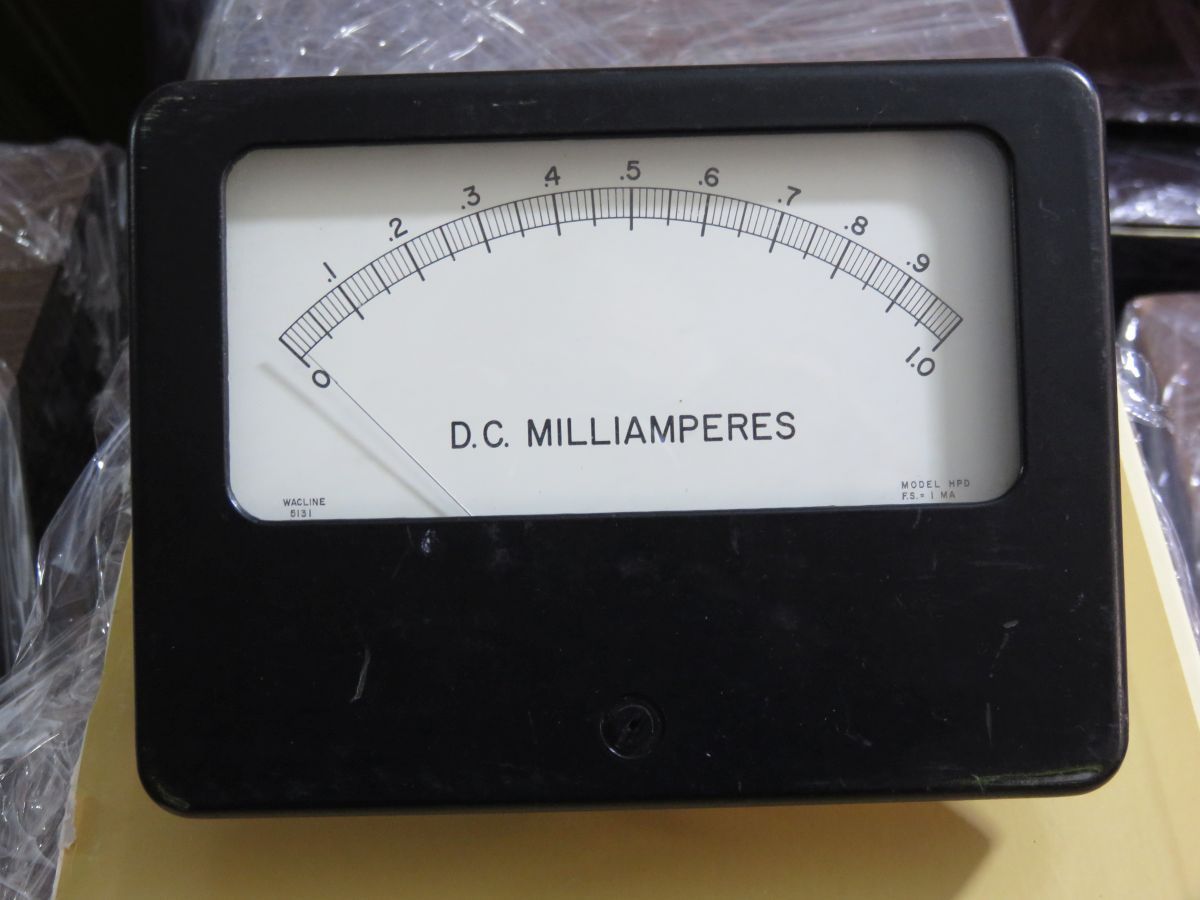 0 .1 .2 .3 .4 .5 .6 .7 .8 .9 1.0
D.C. MILLIAMPERES
WACLINE
5131
MODEL HPD
F.S. = 1 MA